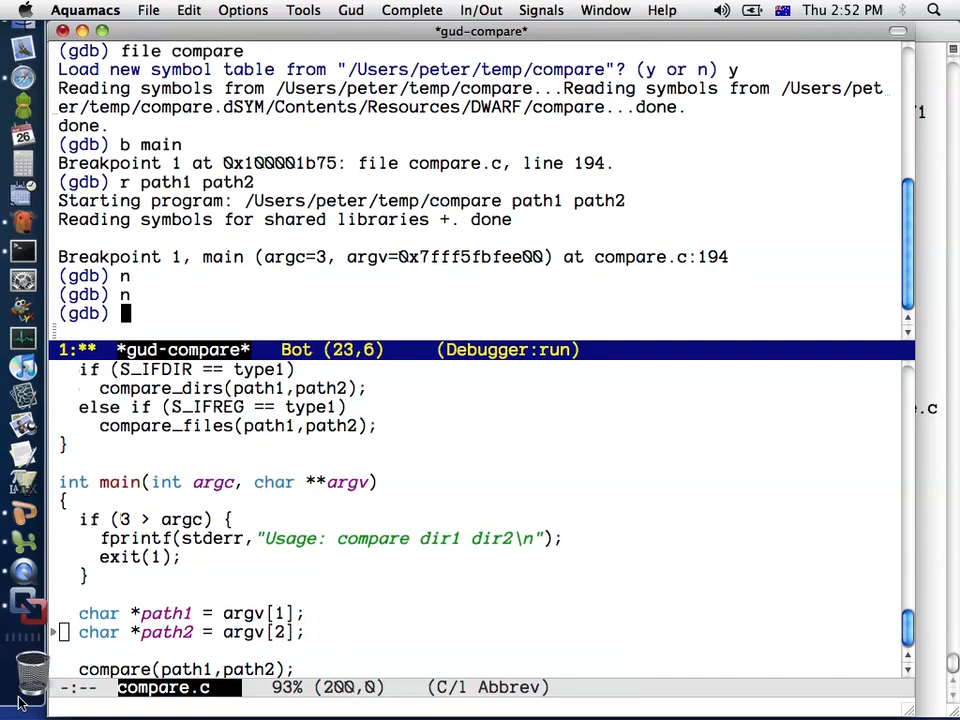 Aquamacs File Edit Options Tools Gud Complete In/Out Signals Window Help Thu 2:52 PM
*gud-compare*
(gdb) file compare
Load new symbol table from "/Users/peter/temp/compare"? (y or n) y
Reading symbols from /Users/peter/temp/compare...Reading symbols from /Users/pet
er/temp/compare.dSYM/Contents/Resources/DWARF/compare...done.
done.
(gdb) b main
Breakpoint 1 at 0x100001b75: file compare.c, line 194.
(gdb) r path1 path2
Starting program: /Users/peter/temp/compare path1 path2
Reading symbols for shared libraries +. done
Breakpoint 1, main (argc=3, argv=0x7fff5fbfee00) at compare.c:194
(gdb) n
(gdb) n
(gdb)
1:** *gud-compare* Bot (23,6) (Debugger:run)
if (S_IFDIR == type1)
compare_dirs(path1,path2);
else if (S_IFREG == type1)
compare_files(path1,path2);
}
int main(int argc, char **argv)
{
if (3 > argc) {
fprintf(stderr,"Usage: compare dir1 dir2\n");
exit(1);
}
char *path1 = argv[1];
char *path2 = argv[2];
compare(path1,path2);
-:-- compare.c 93% (200,0) (C/l Abbrev)
26
e.c